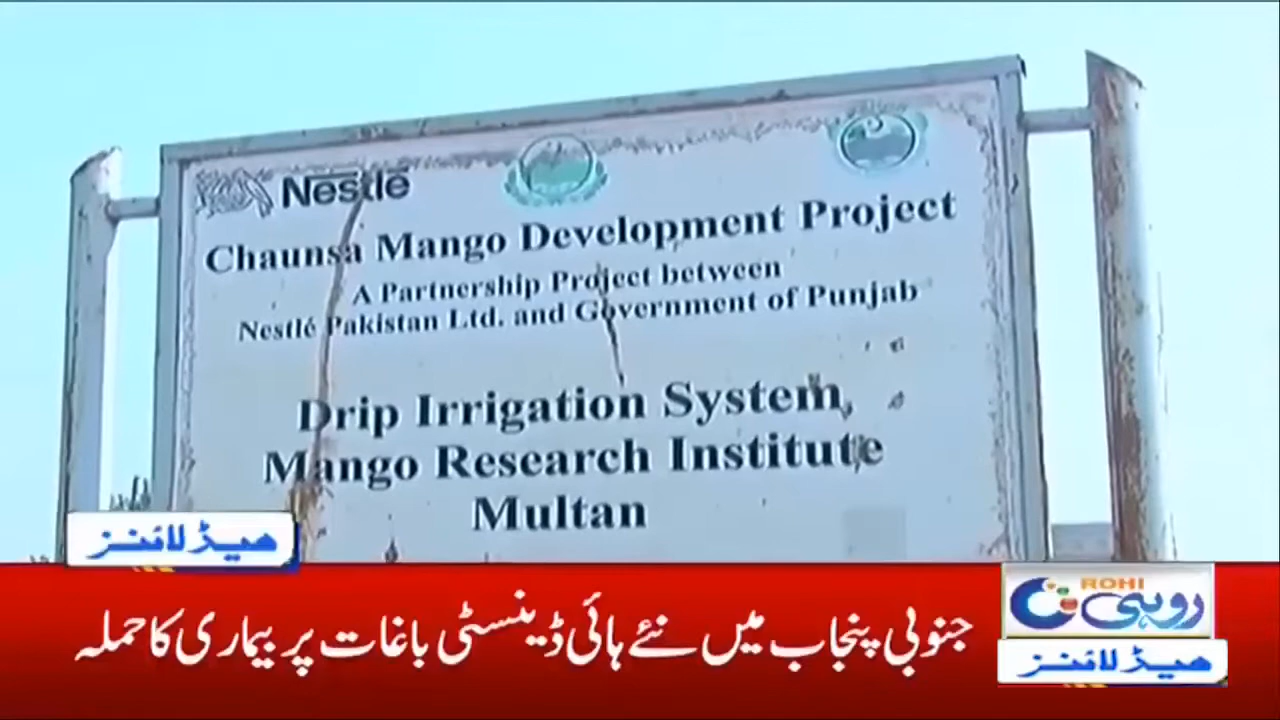 Nestlé
Chaunsa Mango Development Project
A Partnership Project between
Nestlé Pakistan Ltd. and Government of Punjab
Drip Irrigation System,
Mango Research Institute
Multan
ہیڈلائنز
جنوبی پنجاب میں نئے ہائی ڈینسٹی باغات پر بیماری کا حملہ
ROHI
روہی
ہیڈلائنز